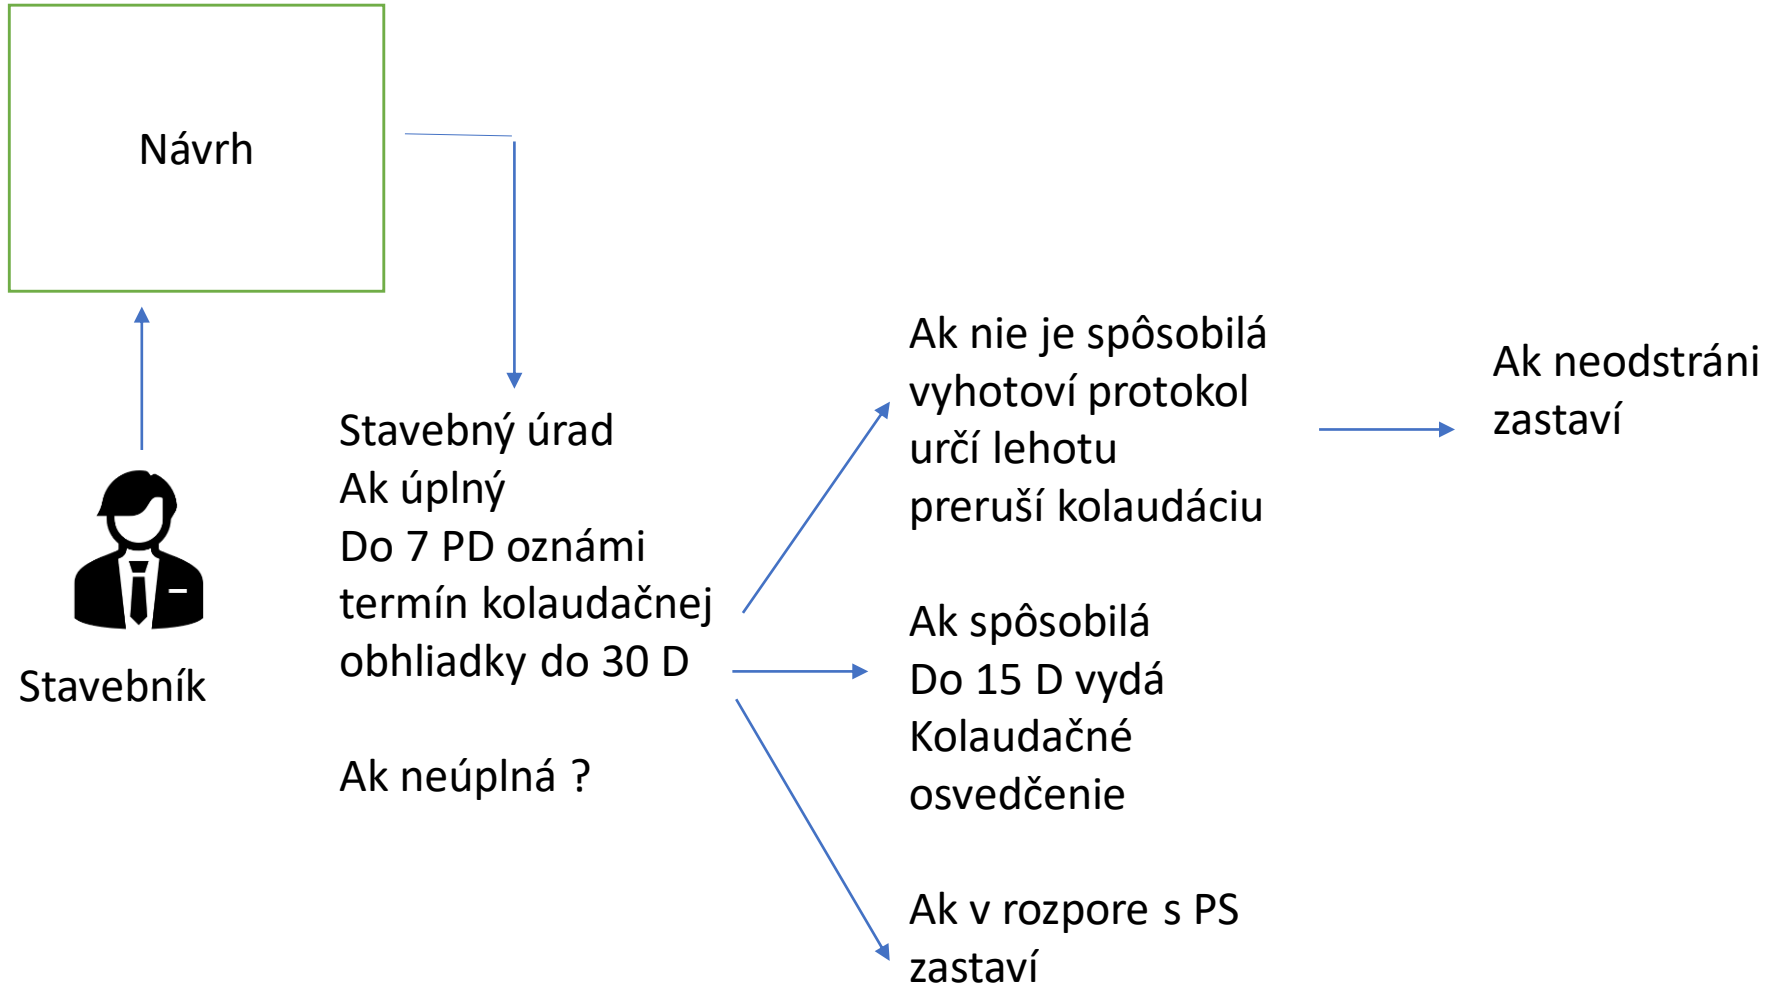 Návrh
Stavebník
Stavebný úrad
Ak úplný
Do 7 PD oznámi
termín kolaudačnej
obhliadky do 30 D
Ak neúplná ?
Ak nie je spôsobilá
vyhotoví protokol
určí lehotu
preruší kolaudáciu
Ak neodstráni
zastaví
Ak spôsobilá
Do 15 D vydá
Kolaudačné
osvedčenie
Ak v rozpore s PS
zastaví